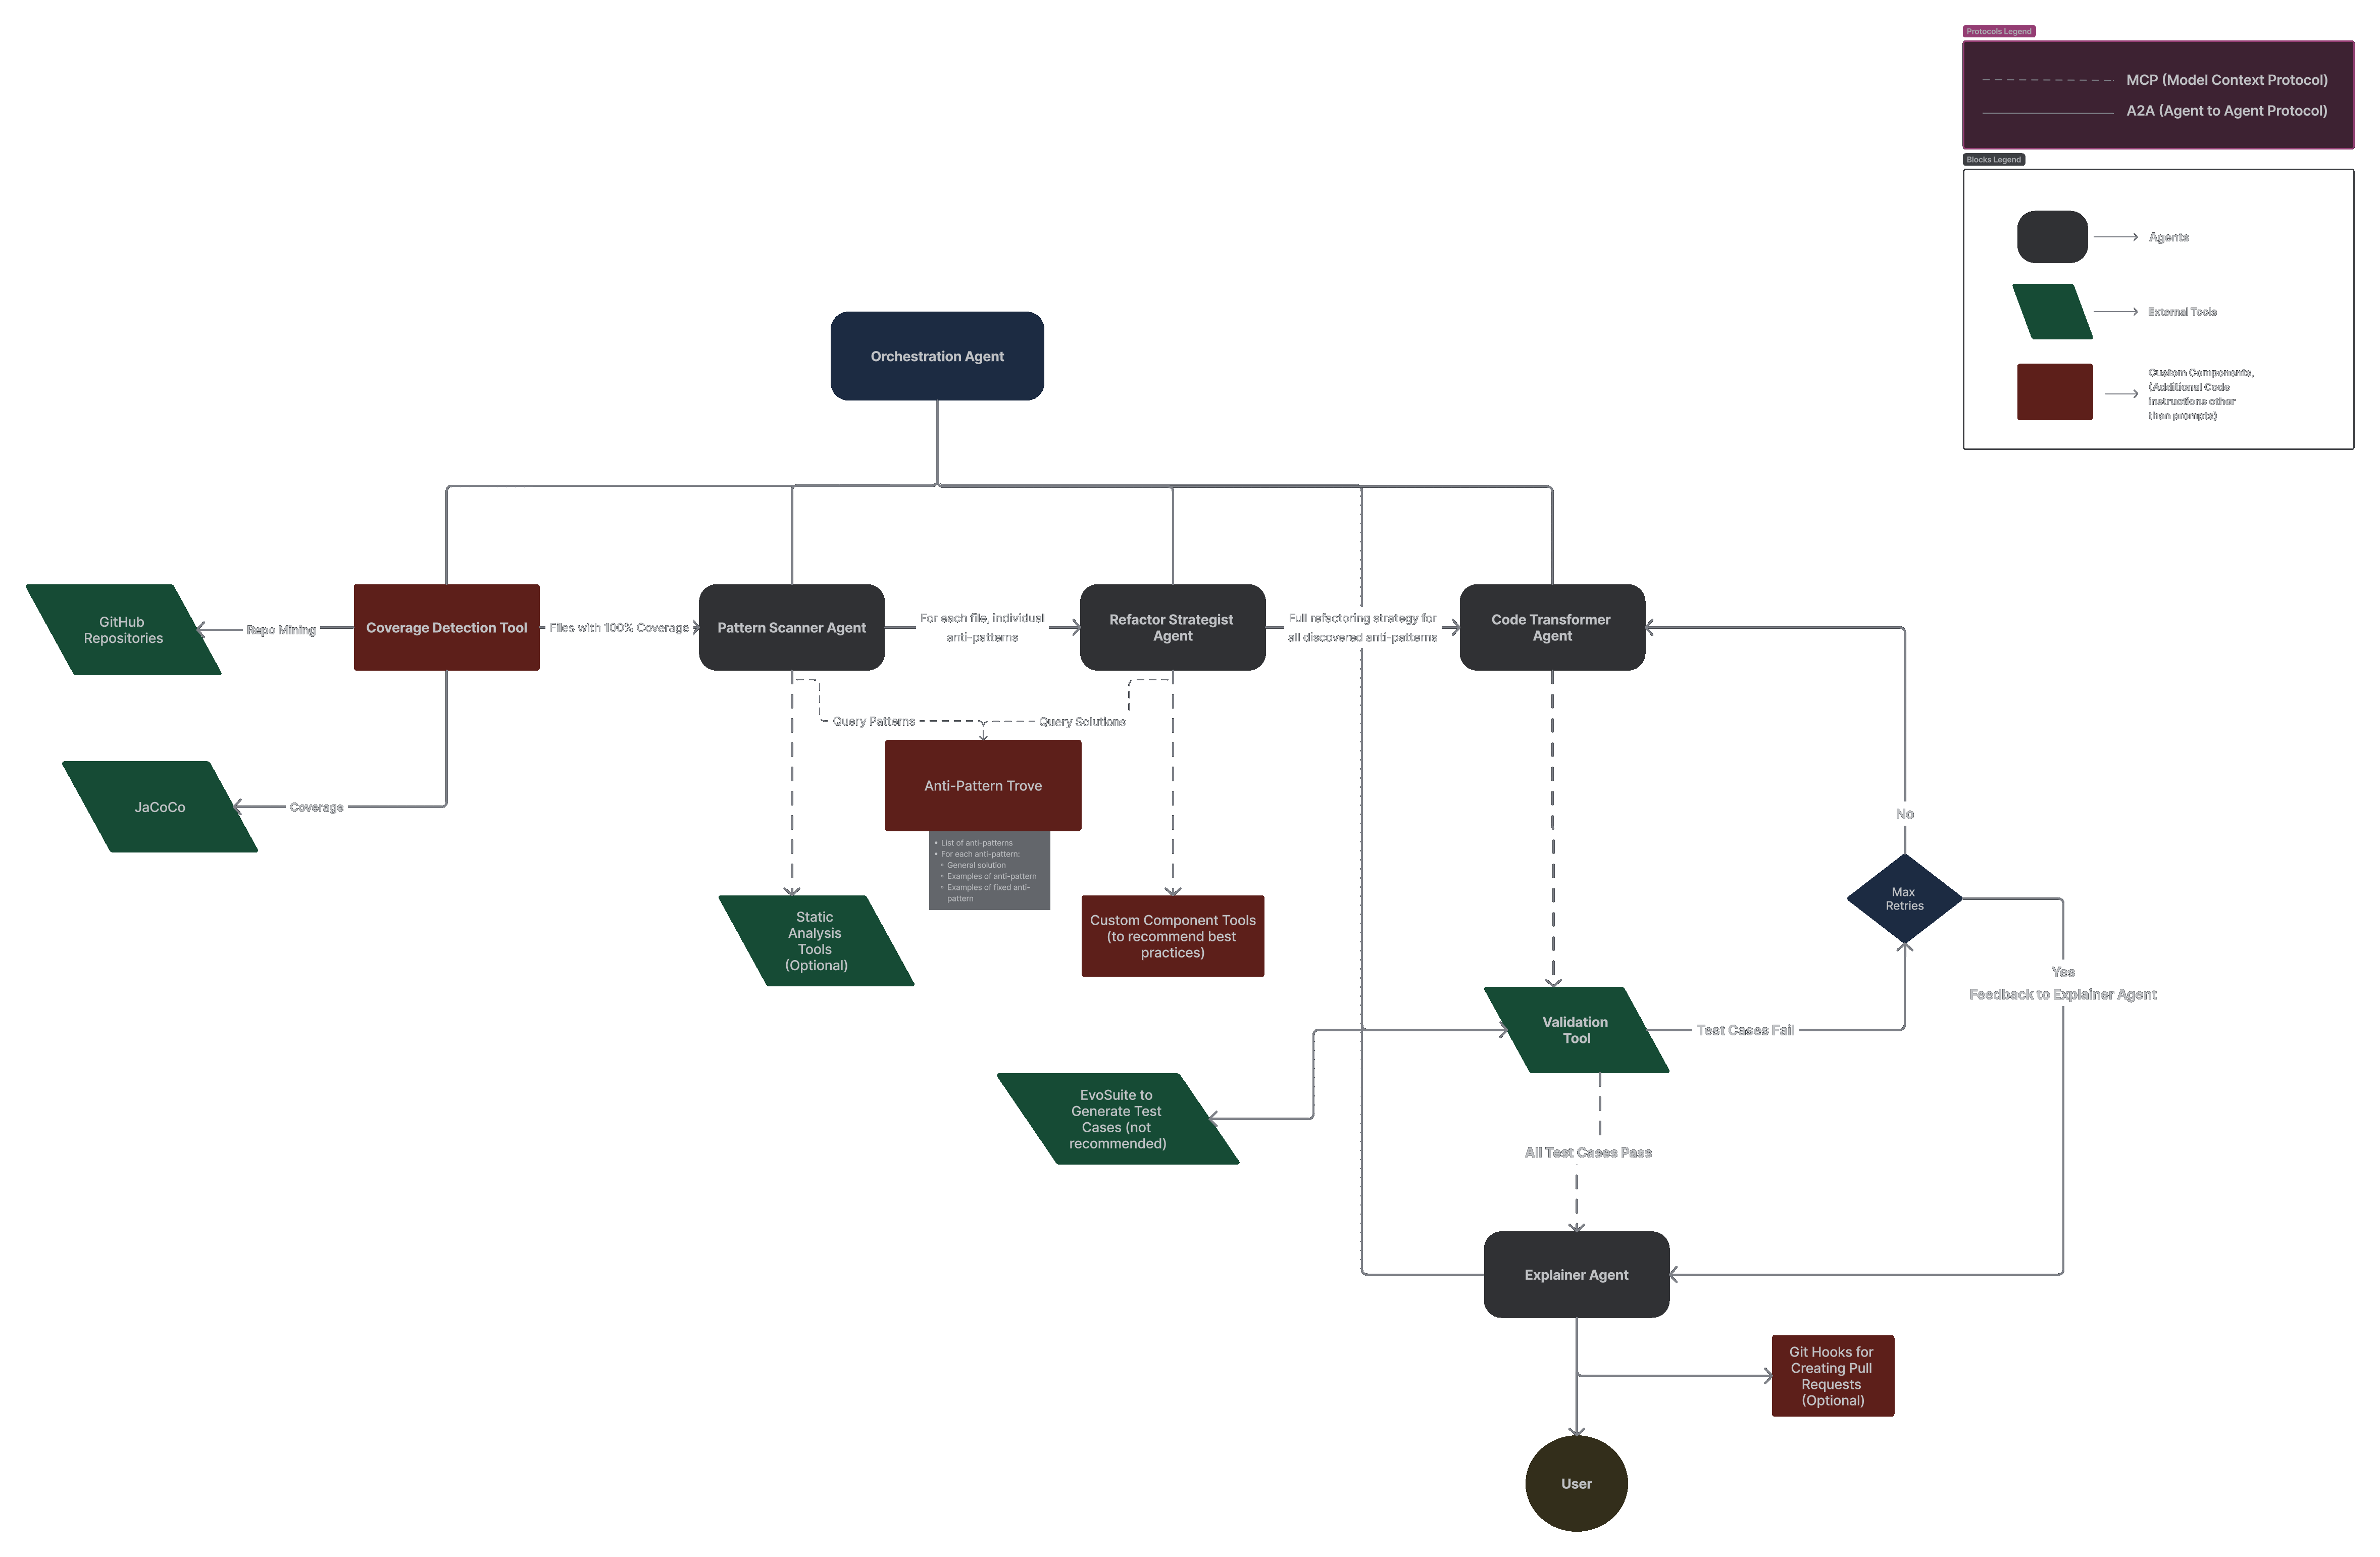 Protocols Legend
MCP (Model Context Protocol)
A2A (Agent to Agent Protocol)
Blocks Legend
Agents
External Tools
Custom Components,
(Additional Code
instructions other
than prompts)
Orchestration Agent
GitHub
Repositories
Repo Mining
Coverage Detection Tool
Files with 100% Coverage
Pattern Scanner Agent
For each file, individual
anti-patterns
Refactor Strategist
Agent
Full refactoring strategy for
all discovered anti-patterns
Code Transformer
Agent
Query Patterns
Query Solutions
JaCoCo
Coverage
Anti-Pattern Trove
• List of anti-patterns
• For each anti-pattern:
◦ General solution
◦ Examples of anti-pattern
◦ Examples of fixed anti-
pattern
No
Max
Retries
Static
Analysis
Tools
(Optional)
Custom Component Tools
(to recommend best
practices)
Yes
Feedback to Explainer Agent
Validation
Tool
Test Cases Fail
EvoSuite to
Generate Test
Cases (not
recommended)
All Test Cases Pass
Explainer Agent
Git Hooks for
Creating Pull
Requests
(Optional)
User